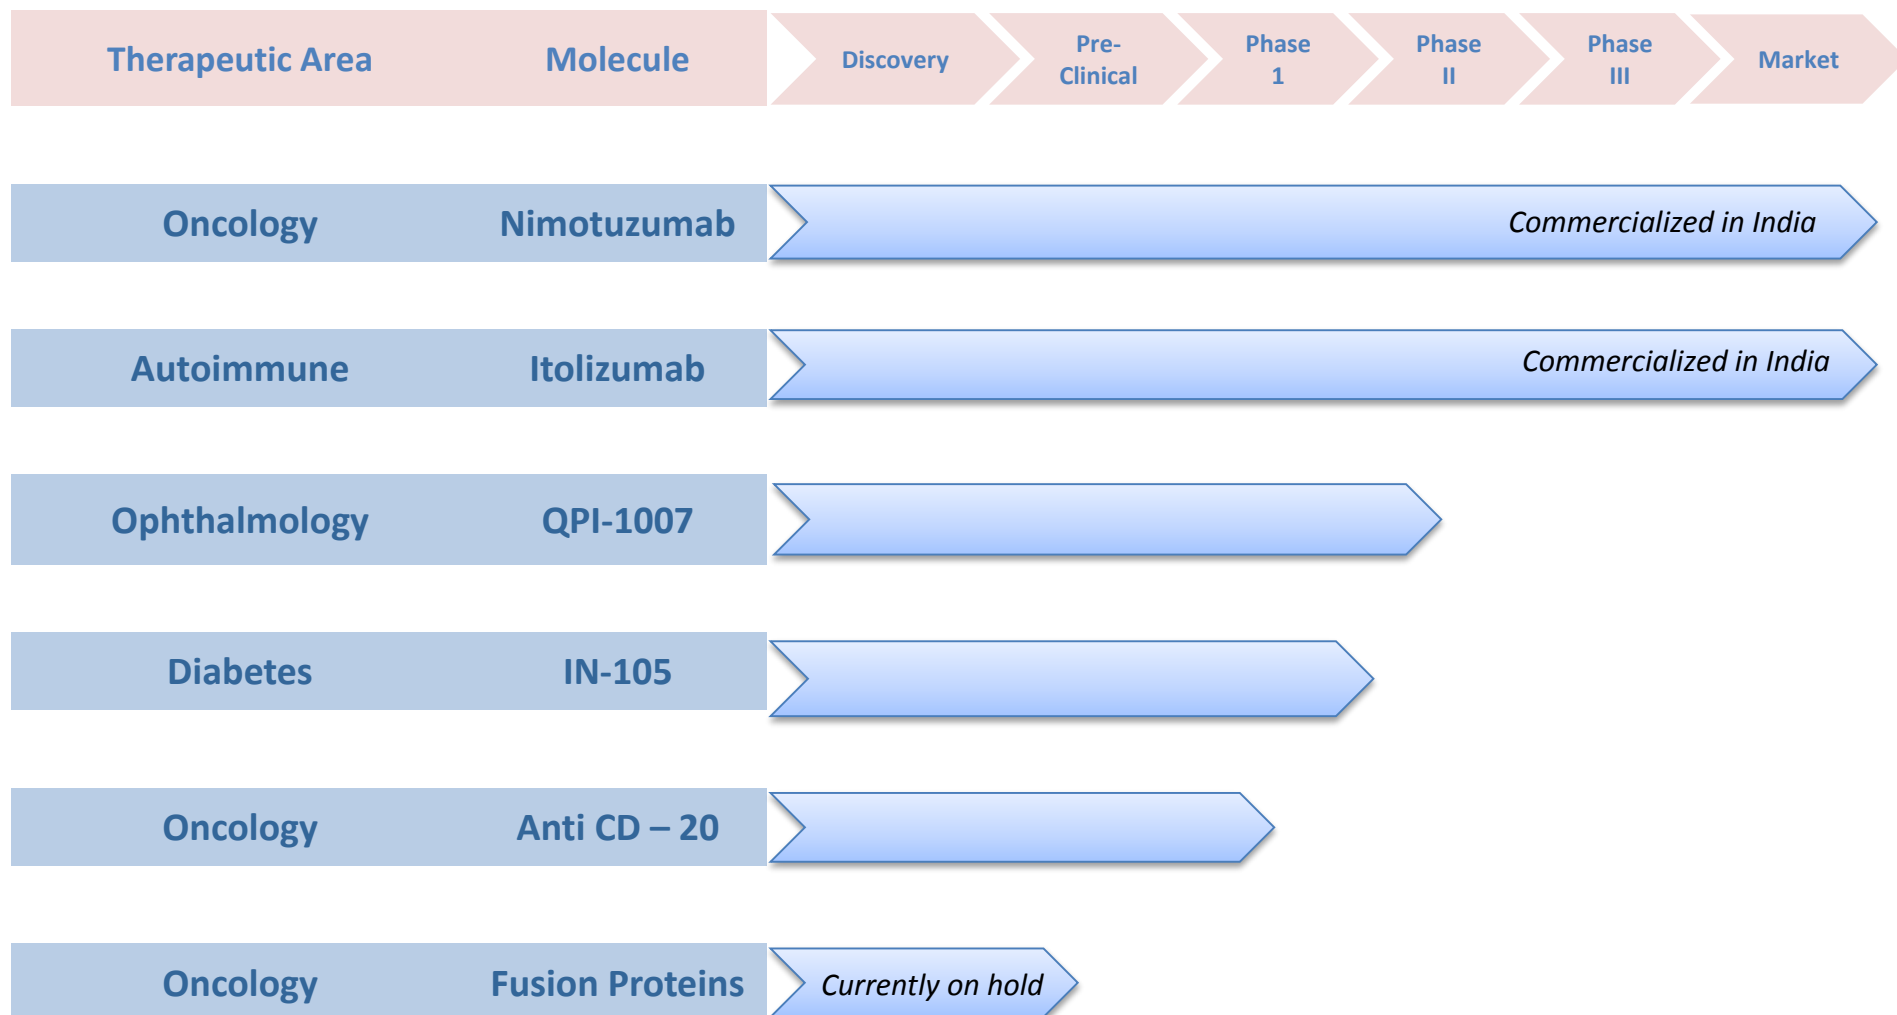 Therapeutic Area Molecule Discovery Pre-
Clinical Phase
1 Phase
II Phase
III Market
Oncology Nimotuzumab Commercialized in India
Autoimmune Itolizumab Commercialized in India
Ophthalmology QPI-1007
Diabetes IN-105
Oncology Anti CD – 20
Oncology Fusion Proteins Currently on hold